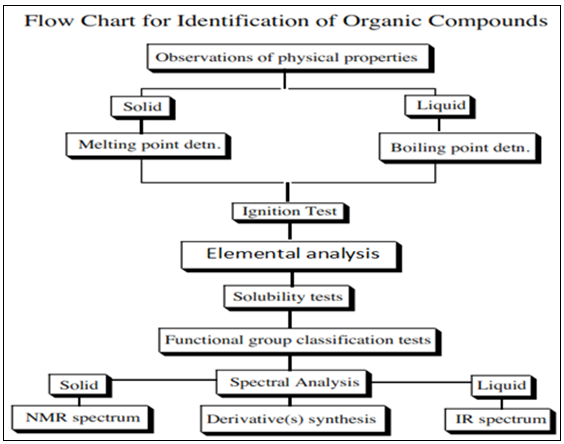 Flow Chart for Identification of Organic Compounds
Observations of physical properties
Solid
Liquid
Melting point detn.
Boiling point detn.
Ignition Test
Elemental analysis
Solubility tests
Functional group classification tests
Solid
Spectral Analysis
Liquid
NMR spectrum
Derivative(s) synthesis
IR spectrum